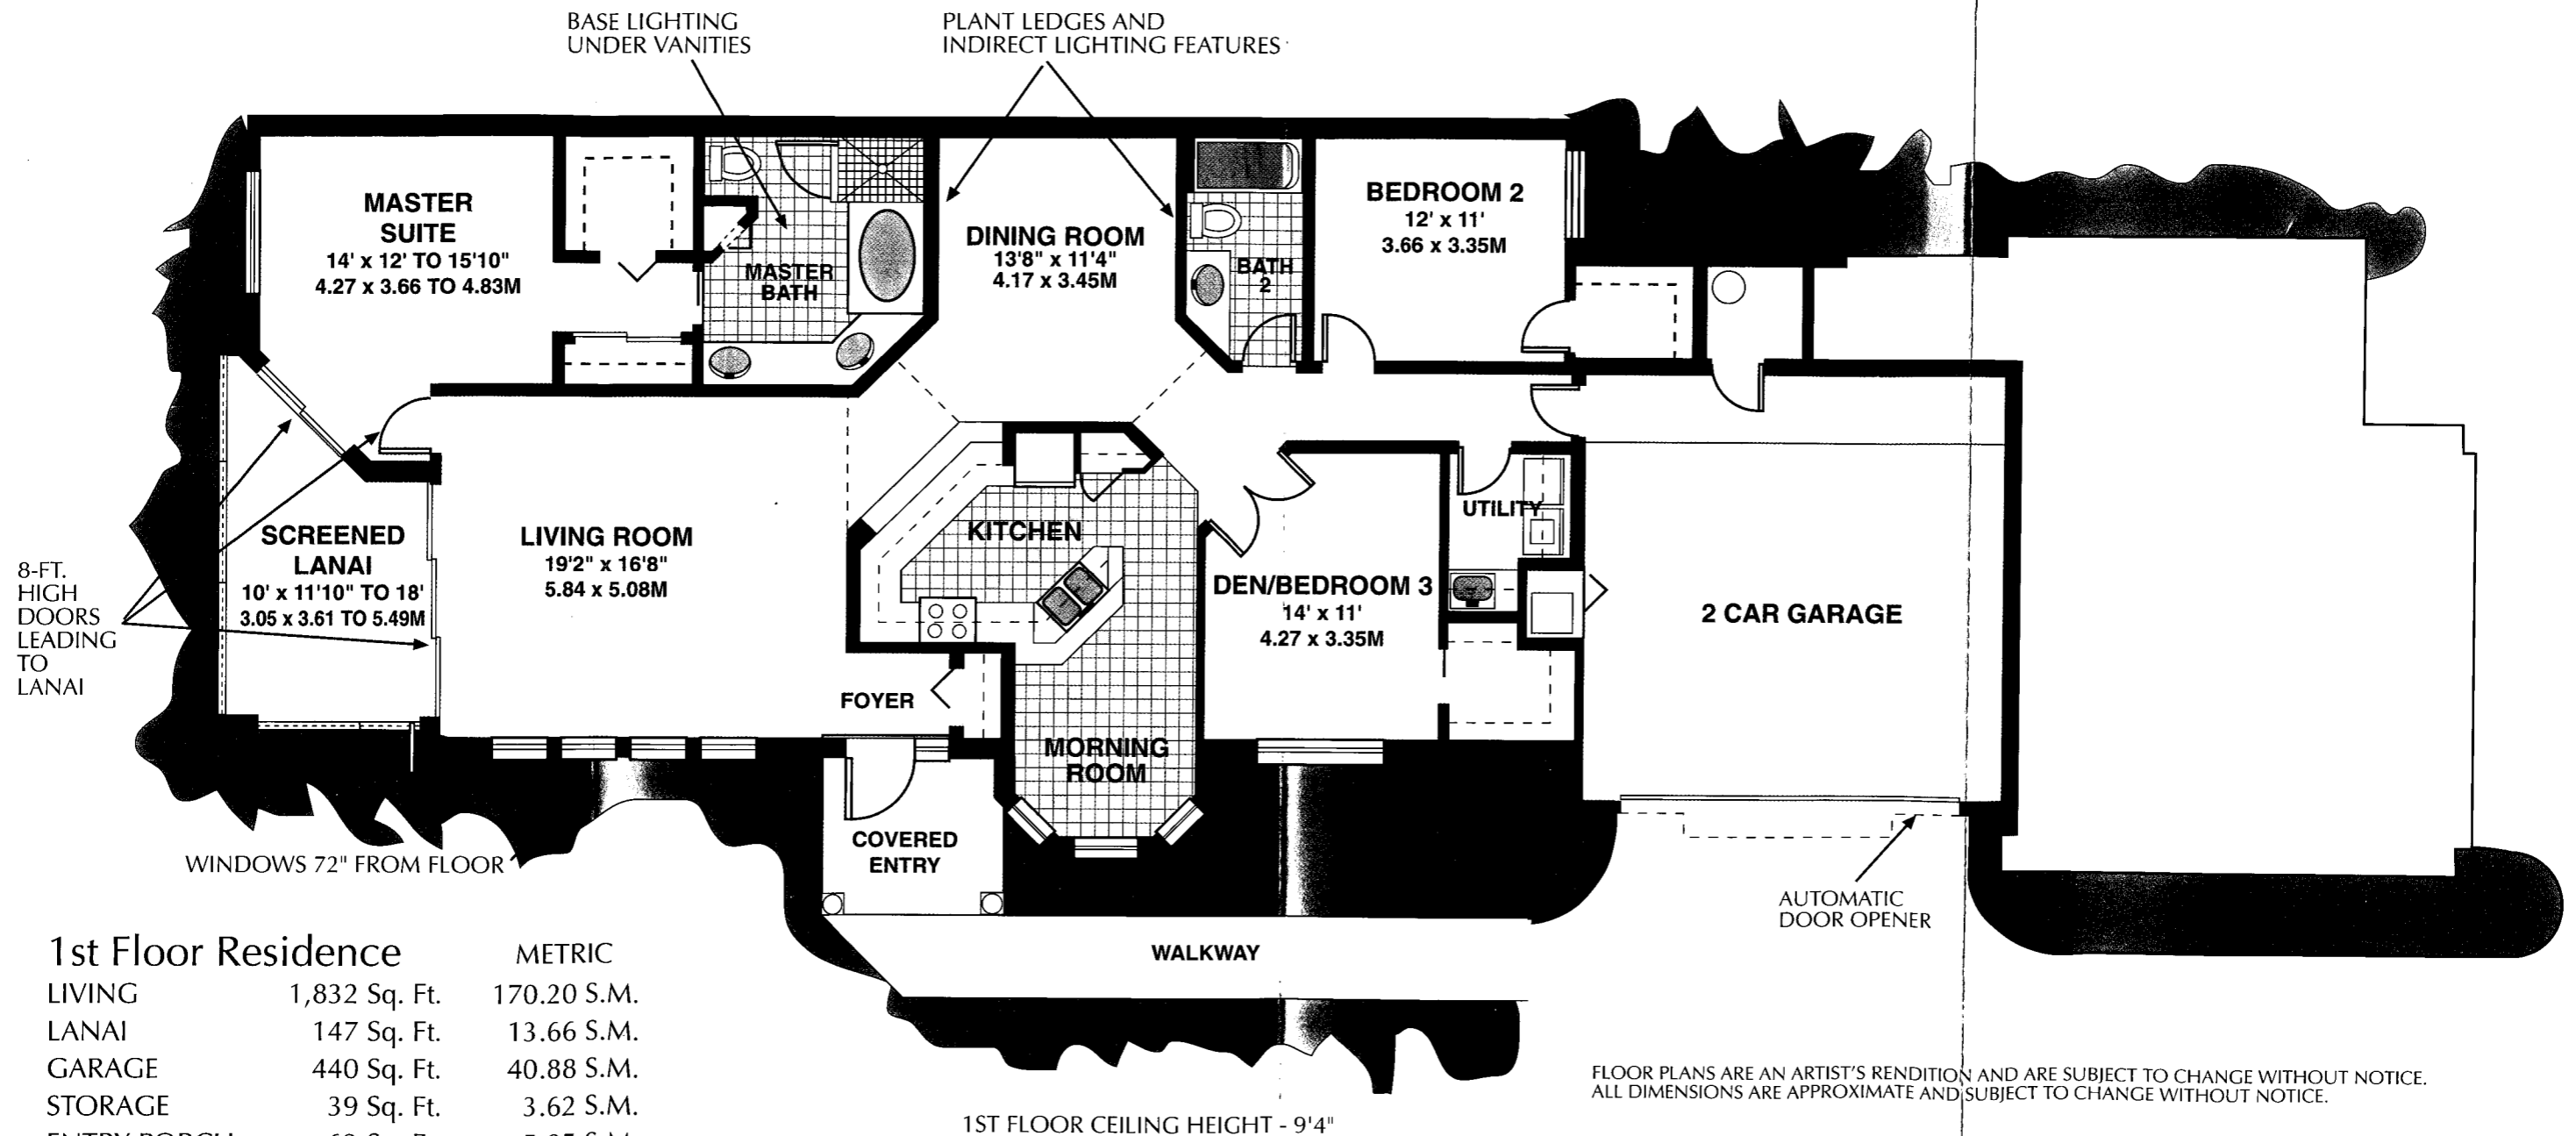 BASE LIGHTING
UNDER VANITIES
PLANT LEDGES AND
INDIRECT LIGHTING FEATURES
MASTER
SUITE
14' x 12' TO 15'10"
4.27 x 3.66 TO 4.83M
MASTER
BATH
DINING ROOM
13'8" x 11'4"
4.17 x 3.45M
BATH
2
BEDROOM 2
12' x 11'
3.66 x 3.35M
SCREENED
LANAI
10' x 11'10" TO 18'
3.05 x 3.61 TO 5.49M
LIVING ROOM
19'2" x 16'8"
5.84 x 5.08M
KITCHEN
DEN/BEDROOM 3
14' x 11'
4.27 x 3.35M
UTILITY
2 CAR GARAGE
8-FT.
HIGH
DOORS
LEADING
TO
LANAI
FOYER
MORNING
ROOM
COVERED
ENTRY
WINDOWS 72" FROM FLOOR
AUTOMATIC
DOOR OPENER
WALKWAY
1st Floor Residence METRIC
LIVING 1,832 Sq. Ft. 170.20 S.M.
LANAI 147 Sq. Ft. 13.66 S.M.
GARAGE 440 Sq. Ft. 40.88 S.M.
STORAGE 39 Sq. Ft. 3.62 S.M.
ENTRY PORCH
FLOOR PLANS ARE AN ARTIST'S RENDITION AND ARE SUBJECT TO CHANGE WITHOUT NOTICE.
ALL DIMENSIONS ARE APPROXIMATE AND SUBJECT TO CHANGE WITHOUT NOTICE.
1ST FLOOR CEILING HEIGHT - 9'4"